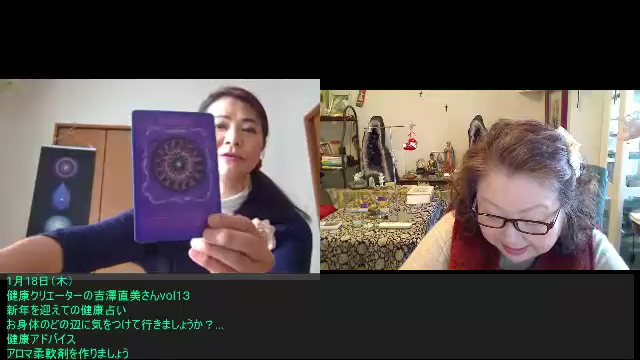 1月18日(木)
健康クリエーターの吉澤直美さんvol13
新年を迎えての健康占い
お身体のどの辺に気をつけて行きましょうか?...
健康アドバイス
アロマ柔軟剤を作りましょう